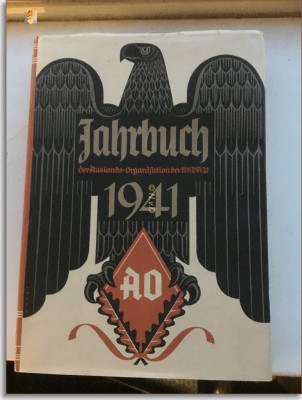 Jahrbuch
der Auslands-Organisation der NSDAP
1941
AO